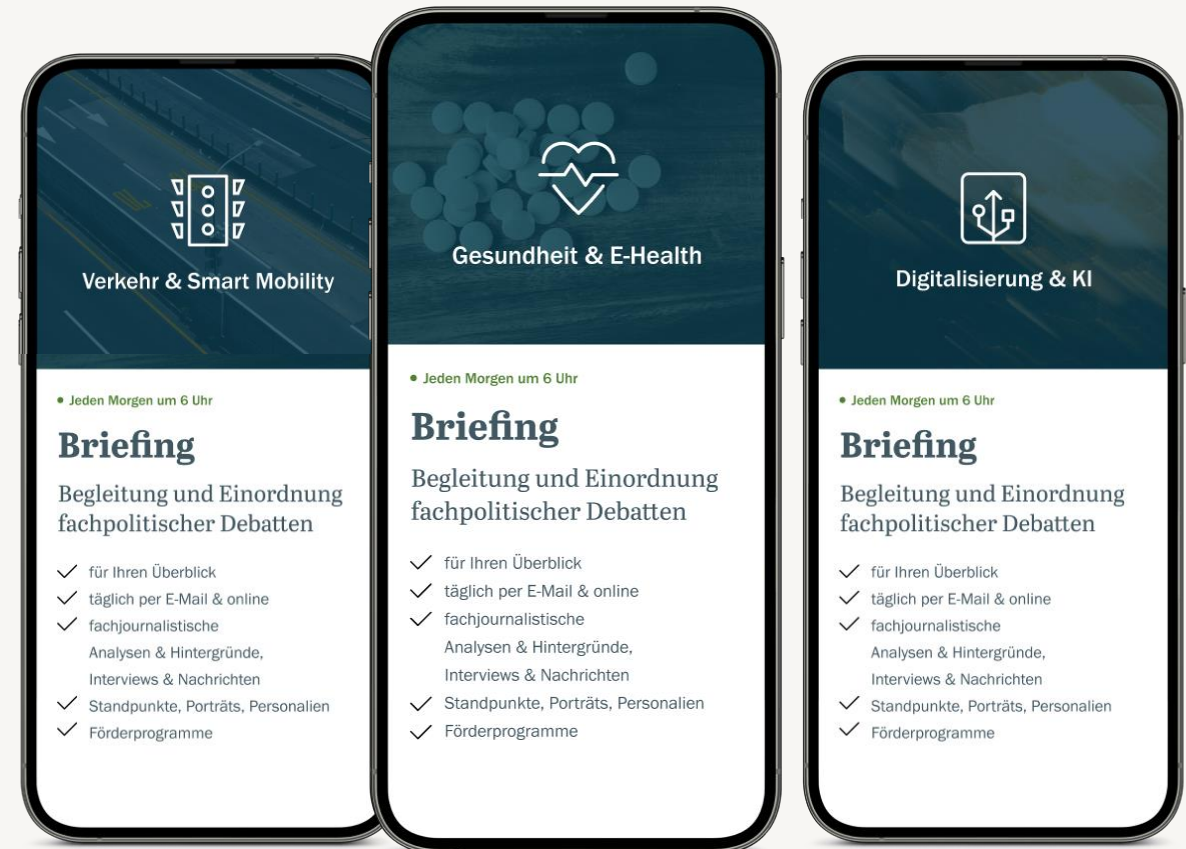 Verkehr & Smart Mobility
• Jeden Morgen um 6 Uhr
Briefing
Begleitung und Einordnung
fachpolitischer Debatten
für Ihren Überblick
täglich per E-Mail & online
fachjournalistische
Analysen & Hintergründe,
Interviews & Nachrichten
Standpunkte, Porträts, Personalien
Förderprogramme
Gesundheit & E-Health
• Jeden Morgen um 6 Uhr
Briefing
Begleitung und Einordnung
fachpolitischer Debatten
für Ihren Überblick
täglich per E-Mail & online
fachjournalistische
Analysen & Hintergründe,
Interviews & Nachrichten
Standpunkte, Porträts, Personalien
Förderprogramme
Digitalisierung & KI
• Jeden Morgen um 6 Uhr
Briefing
Begleitung und Einordnung
fachpolitischer Debatten
für Ihren Überblick
täglich per E-Mail & online
fachjournalistische
Analysen & Hintergründe,
Interviews & Nachrichten
Standpunkte, Porträts, Personalien
Förderprogramme